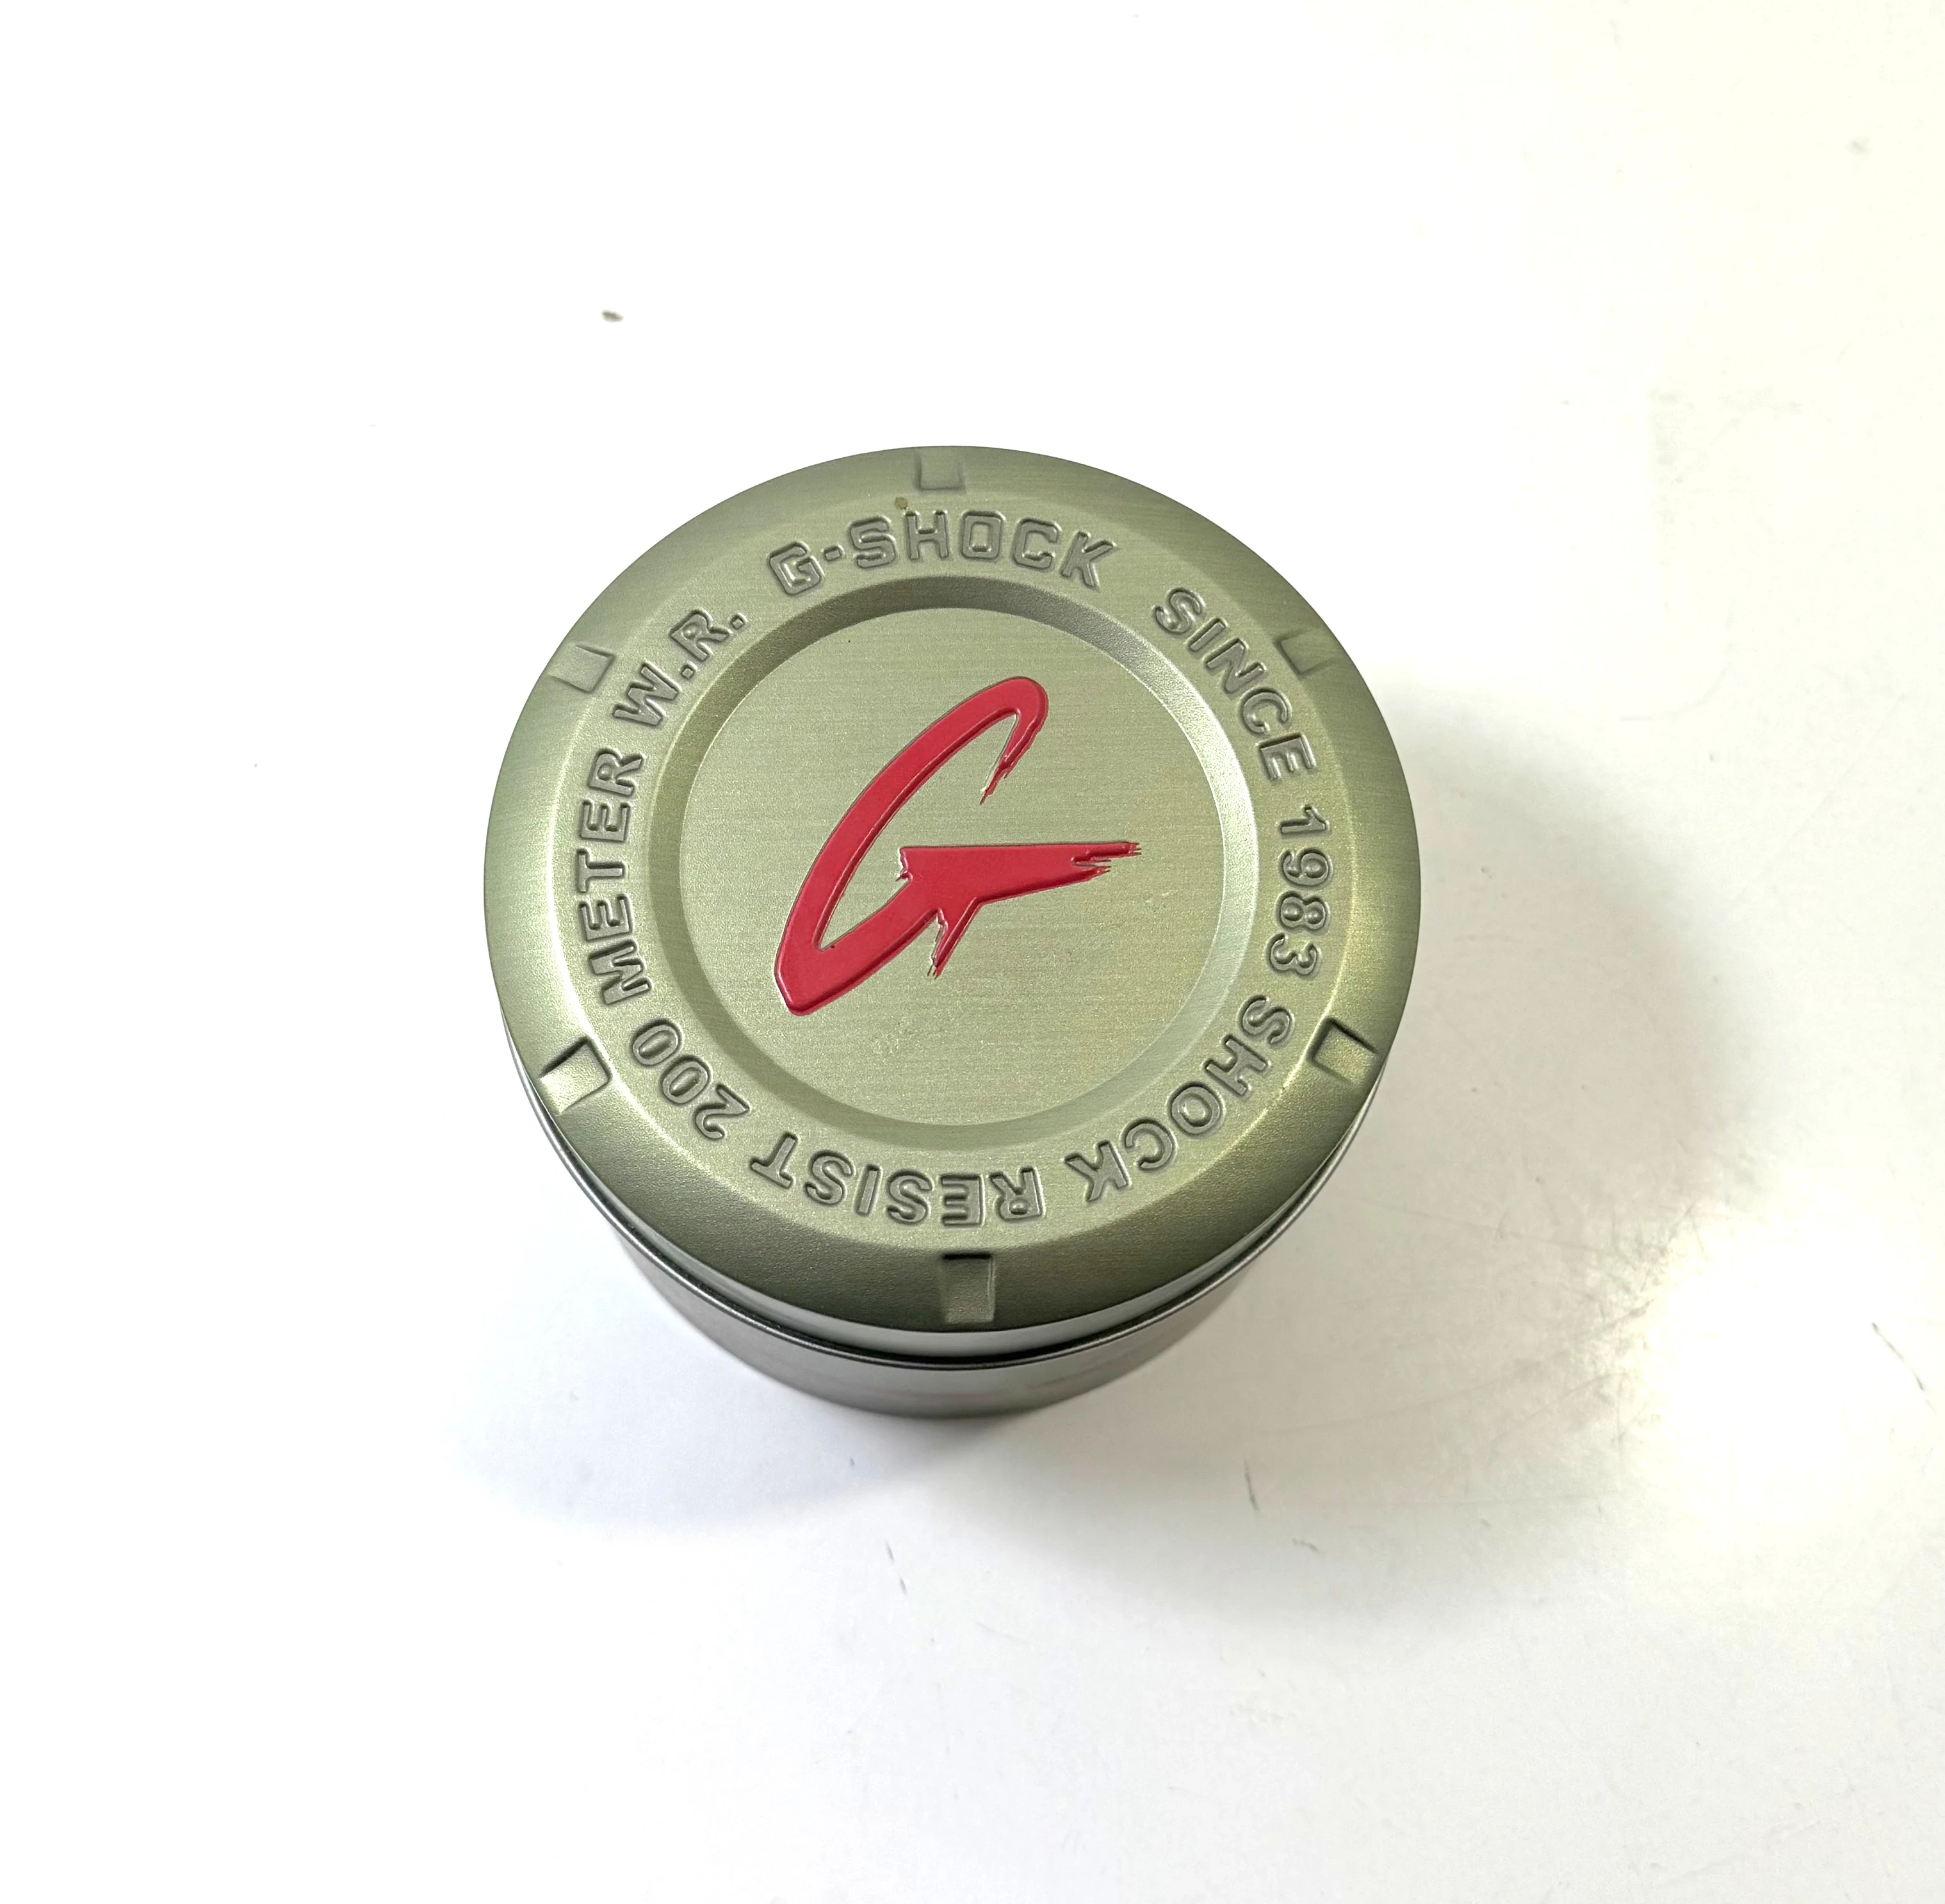 G-SHOCK SINCE 1983 SHOCK RESIST 200 METER W.R.
G